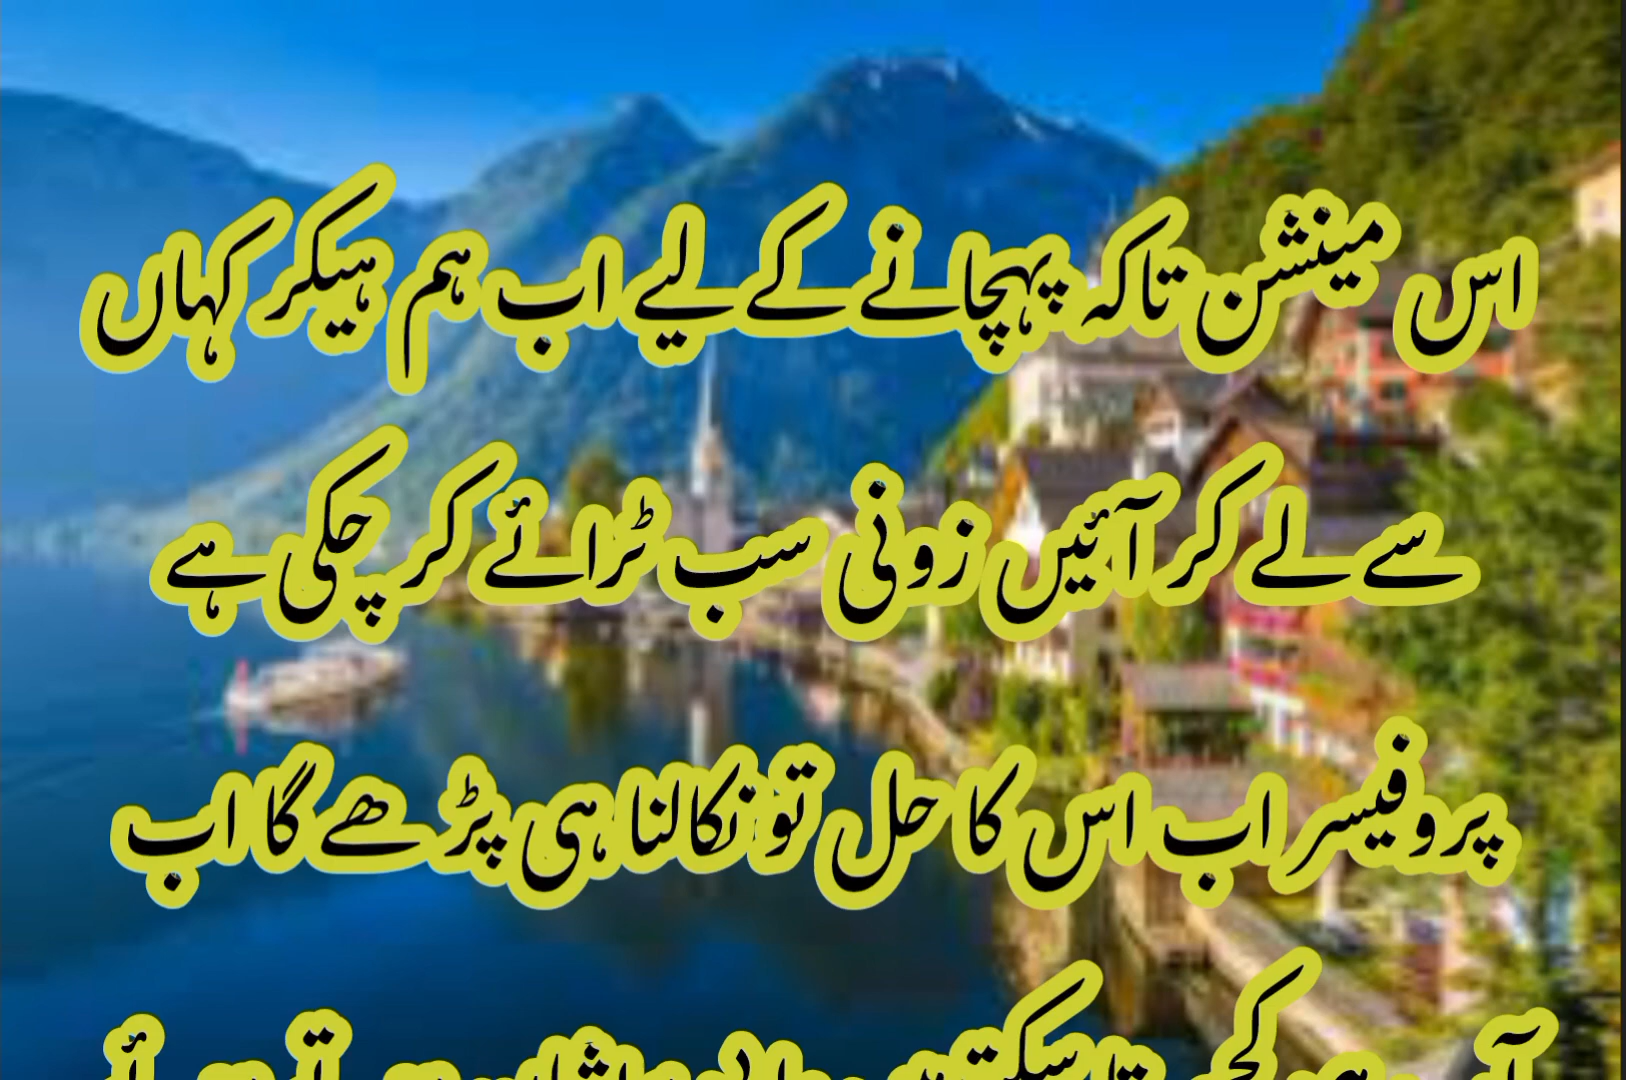 اس مینشن تاکہ پہچانے کے لیے اب ہم ہیکر کہاں
سے لے کر آئیں زونی سب ٹرائے کر چکی ہے
پروفیسر اب اس کا حل تو نکالنا ہی پڑھے گا اب